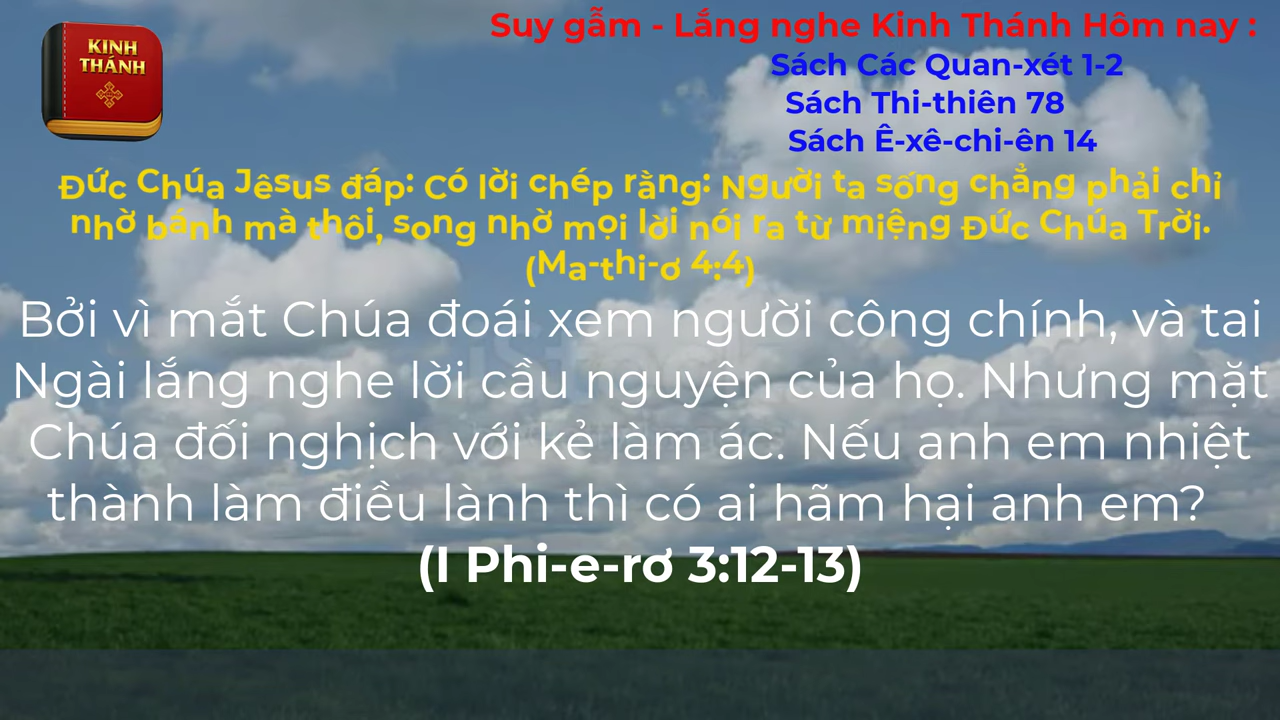 KINH
THÁNH
Suy gẫm - Lắng nghe Kinh Thánh Hôm nay :
Sách Các Quan-xét 1-2
Sách Thi-thiên 78
Sách Ê-xê-chi-ên 14
Đức Chúa Jêsus đáp: Có lời chép rằng: Người ta sống chẳng phải chỉ
nhờ bánh mà thôi, song nhờ mọi lời nói ra từ miệng Đức Chúa Trời.
(Ma-thi-ơ 4:4)
Bởi vì mắt Chúa đoái xem người công chính, và tai
Ngài lắng nghe lời cầu nguyện của họ. Nhưng mặt
Chúa đối nghịch với kẻ làm ác. Nếu anh em nhiệt
thành làm điều lành thì có ai hãm hại anh em?
(I Phi-e-rơ 3:12-13)